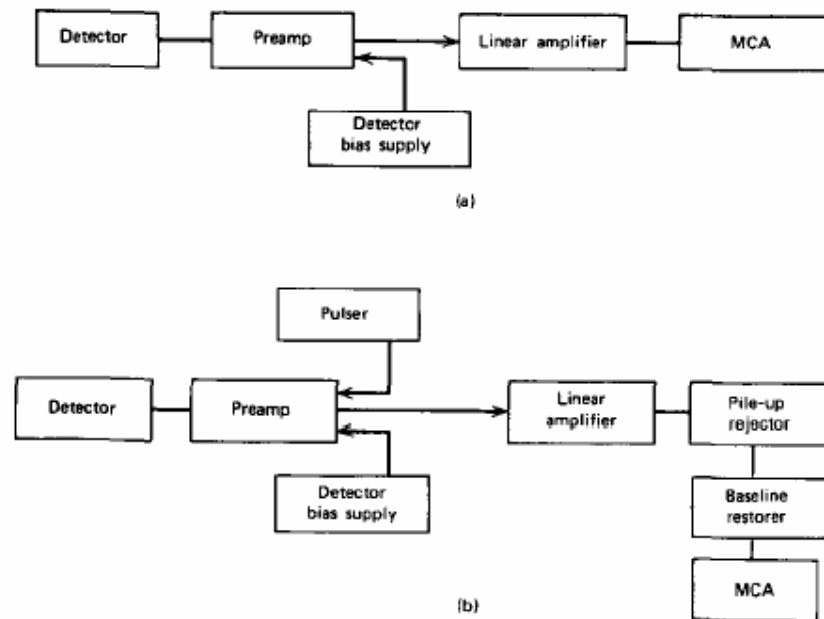 Detector
Preamp
Linear amplifier
MCA
Detector
bias supply
(a)
Pulser
Detector
Preamp
Linear
amplifier
Pile-up
rejector
Detector
bias supply
Baseline
restorer
MCA
(b)